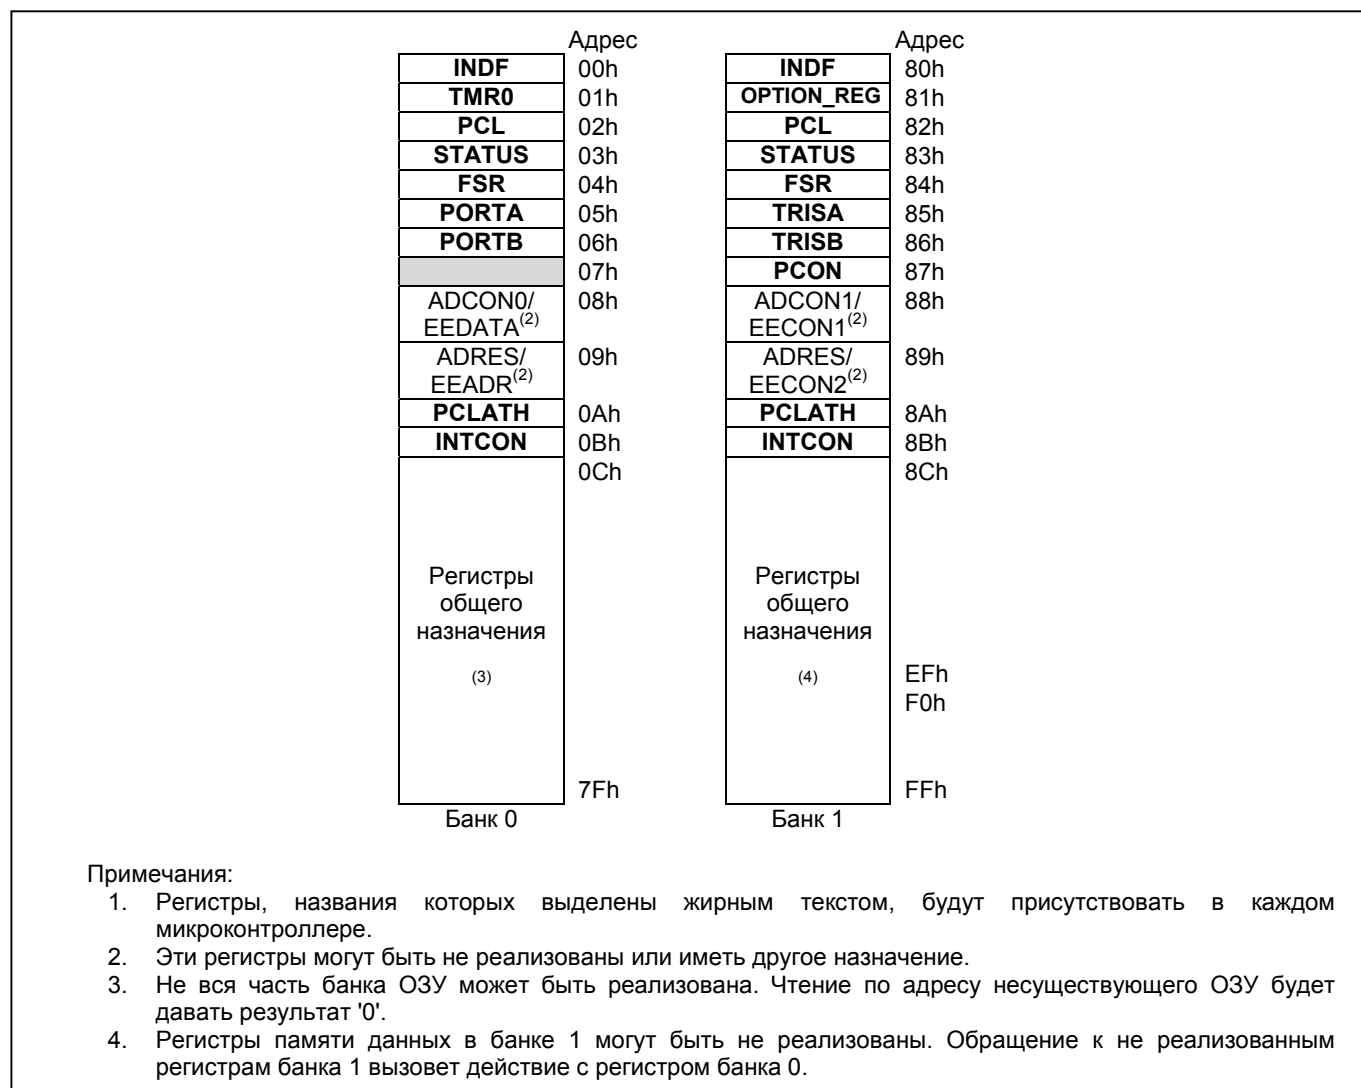 Адрес Адрес
INDF 00h INDF 80h
TMR0 01h OPTION_REG 81h
PCL 02h PCL 82h
STATUS 03h STATUS 83h
FSR 04h FSR 84h
PORTA 05h TRISA 85h
PORTB 06h TRISB 86h
07h PCON 87h
ADCON0/ 08h ADCON1/ 88h
EEDATA(2) EECON1(2)
ADRES/ 09h ADRES/ 89h
EEADR(2) EECON2(2)
PCLATH 0Ah PCLATH 8Ah
INTCON 0Bh INTCON 8Bh
0Ch 8Ch
Регистры Регистры
общего общего
назначения назначения
(3) (4) EFh
F0h
7Fh FFh
Банк 0 Банк 1
Примечания:
1. Регистры, названия которых выделены жирным текстом, будут присутствовать в каждом
микроконтроллере.
2. Эти регистры могут быть не реализованы или иметь другое назначение.
3. Не вся часть банка ОЗУ может быть реализована. Чтение по адресу несуществующего ОЗУ будет
давать результат '0'.
4. Регистры памяти данных в банке 1 могут быть не реализованы. Обращение к не реализованным
регистрам банка 1 вызовет действие с регистром банка 0.